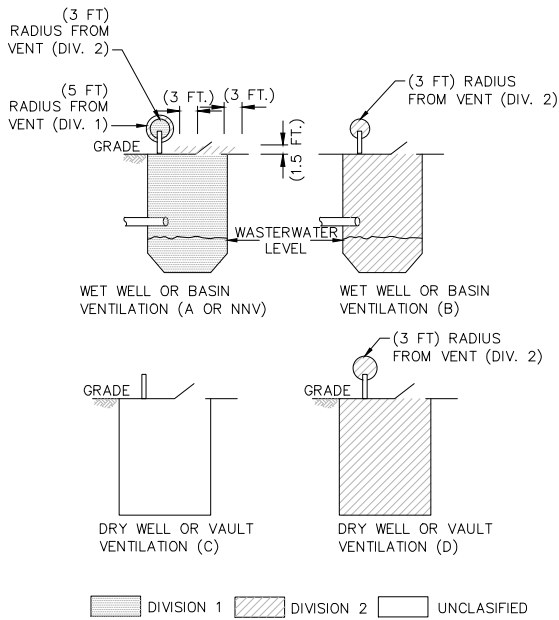 (3 FT)
RADIUS FROM
VENT (DIV. 2)
(5 FT)
RADIUS FROM
VENT (DIV. 1)
(3 FT.)
(3 FT.)
GRADE
(1.5 FT.)
(3 FT) RADIUS
FROM VENT (DIV. 2)
WASTERWATER
LEVEL
WET WELL OR BASIN
VENTILATION (A OR NNV)
WET WELL OR BASIN
VENTILATION (B)
(3 FT) RADIUS
FROM VENT (DIV. 2)
GRADE
GRADE
DRY WELL OR VAULT
VENTILATION (C)
DRY WELL OR VAULT
VENTILATION (D)
DIVISION 1
DIVISION 2
UNCLASIFIED